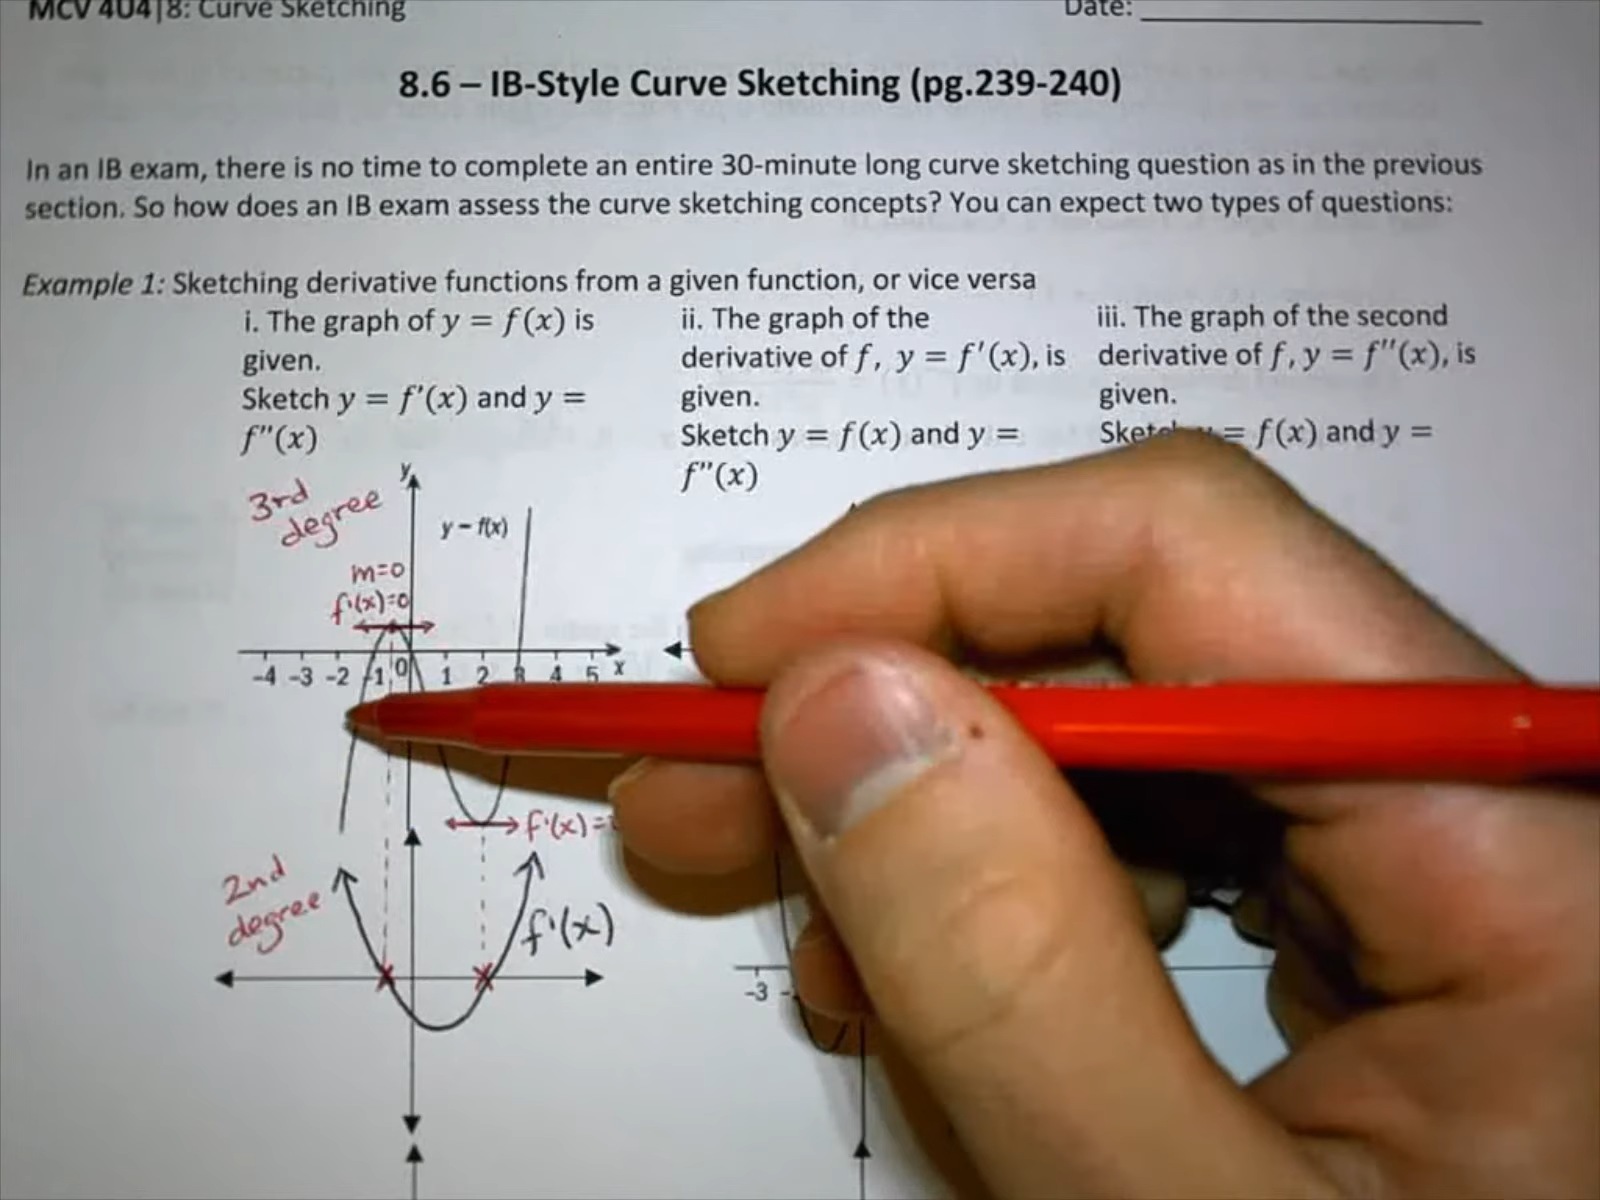 MCV 4U4|8: Curve Sketching Date:
8.6 – IB-Style Curve Sketching (pg.239-240)
In an IB exam, there is no time to complete an entire 30-minute long curve sketching question as in the previous
section. So how does an IB exam assess the curve sketching concepts? You can expect two types of questions:
Example 1: Sketching derivative functions from a given function, or vice versa
i. The graph of y = f(x) is
given.
Sketch y = f'(x) and y =
f"(x)
ii. The graph of the
derivative of f, y = f'(x), is
given.
Sketch y = f(x) and y =
f"(x)
iii. The graph of the second
derivative of f, y = f"(x), is
given.
= f(x) and y =
3rd
degree
y
y = f(x)
m=0
f'(x)=0
-4 -3 -2 -1 0 1 2 3 4 5 x
f'(x)=
2nd
degree
f'(x)
-3